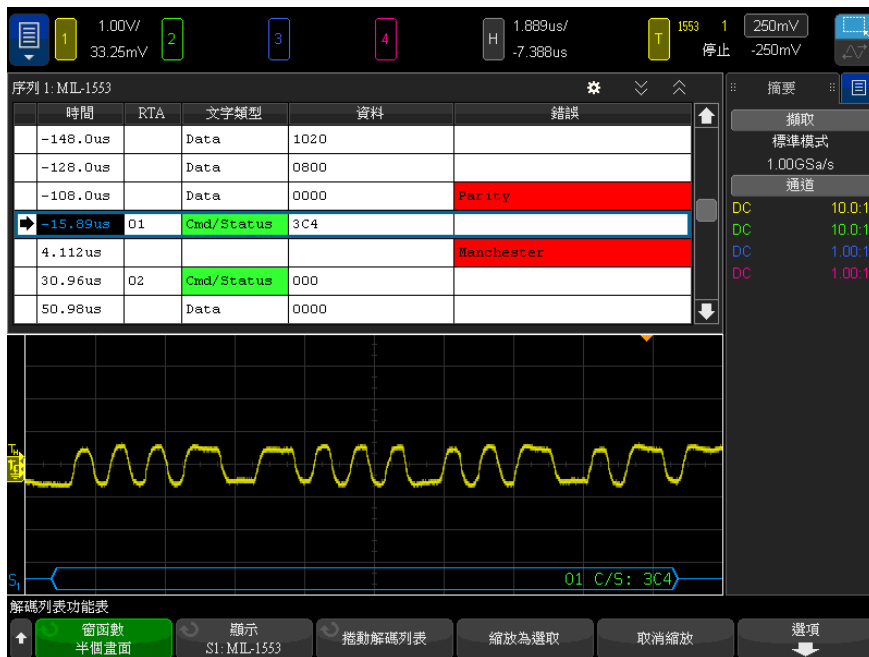 1 1.00V/ 2 3 4 H 1.889us/ T 1553 1 250mV
33.25mV -7.388us 停止 -250mV
序列 1: MIL-1553 摘要
時間 RTA 文字類型 資料 錯誤
-148.0us Data 1020
-128.0us Data 0800
-108.0us Data 0000 Parity
-15.89us 01 Cmd/Status 3C4
4.112us Manchester
30.96us 02 Cmd/Status 000
50.98us Data 0000
擷取
標準模式
1.00GSa/s
通道
DC 10.0:1
DC 10.0:1
DC 1.00:1
DC 1.00:1
S1 01 C/S: 3C4
解碼列表功能表
窗函數
半個畫面
顯示
S1: MIL-1553
捲動解碼列表
縮放為選取
取消縮放
選項